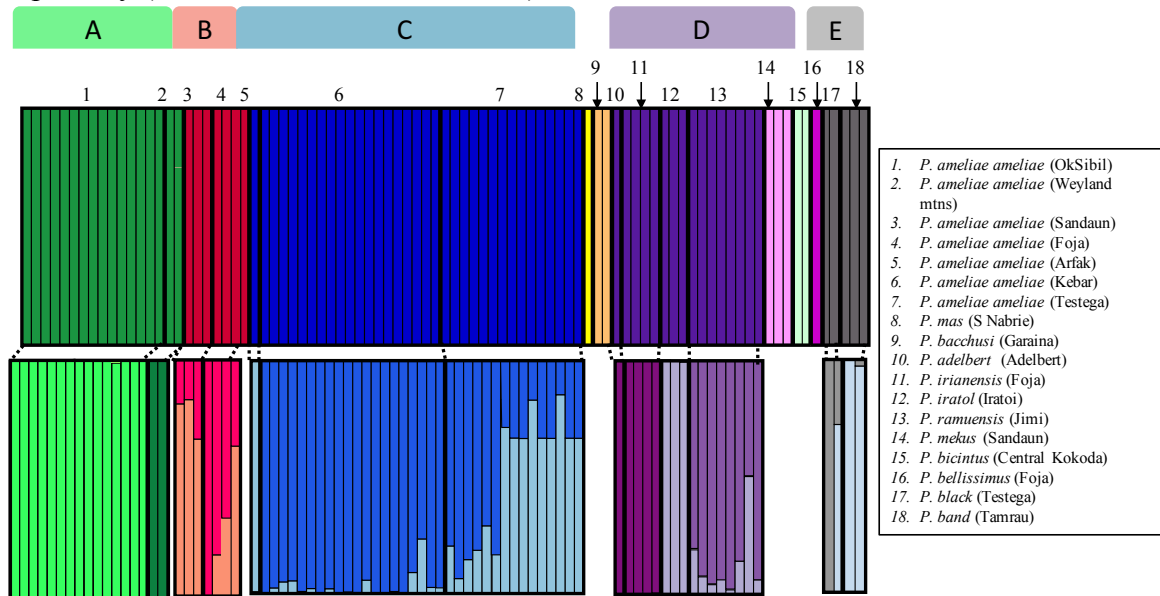 A B C D E
9 11 14 16 18
1 2 3 4 5 6 7 8 10 12 13 15 17
1. P. ameliae ameliae (OkSibil)
2. P. ameliae ameliae (Weyland
mtns)
3. P. ameliae ameliae (Sandaun)
4. P. ameliae ameliae (Foja)
5. P. ameliae ameliae (Arfak)
6. P. ameliae ameliae (Kebar)
7. P. ameliae ameliae (Testega)
8. P. mas (S Nabrie)
9. P. bacchusi (Garaina)
10. P. adelbert (Adelbert)
11. P. irianensis (Foja)
12. P. iratol (Iratoi)
13. P. ramuensis (Jimi)
14. P. mekus (Sandaun)
15. P. bicintus (Central Kokoda)
16. P. bellissimus (Foja)
17. P. black (Testega)
18. P. band (Tamrau)